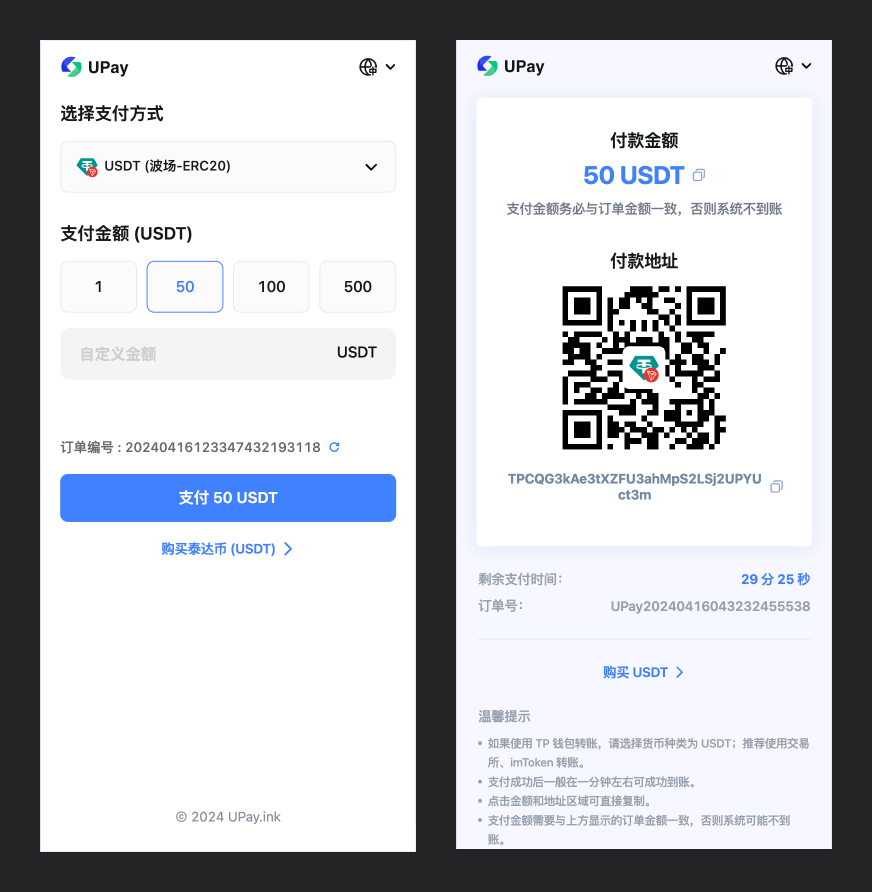 UPay
选择支付方式
USDT (波场-ERC20)
支付金额 (USDT)
1
50
100
500
自定义金额
USDT
订单编号 : 20240416123347432193118
支付 50 USDT
购买泰达币 (USDT)
© 2024 UPay.ink
UPay
付款金额
50 USDT
支付金额务必与订单金额一致，否则系统不到账
付款地址
TPCQG3kAe3tXZFU3ahMpS2LSj2UPYU
ct3m
剩余支付时间：
29 分 25 秒
订单号：
UPay20240416043232455538
购买 USDT
温馨提示
• 如果使用 TP 钱包转账，请选择货币种类为 USDT；推荐使用交易
所、imToken 转账。
• 支付成功后一般在一分钟左右可成功到账。
• 点击金额和地址区域可直接复制。
• 支付金额需要与上方显示的订单金额一致，否则系统可能不到
账。